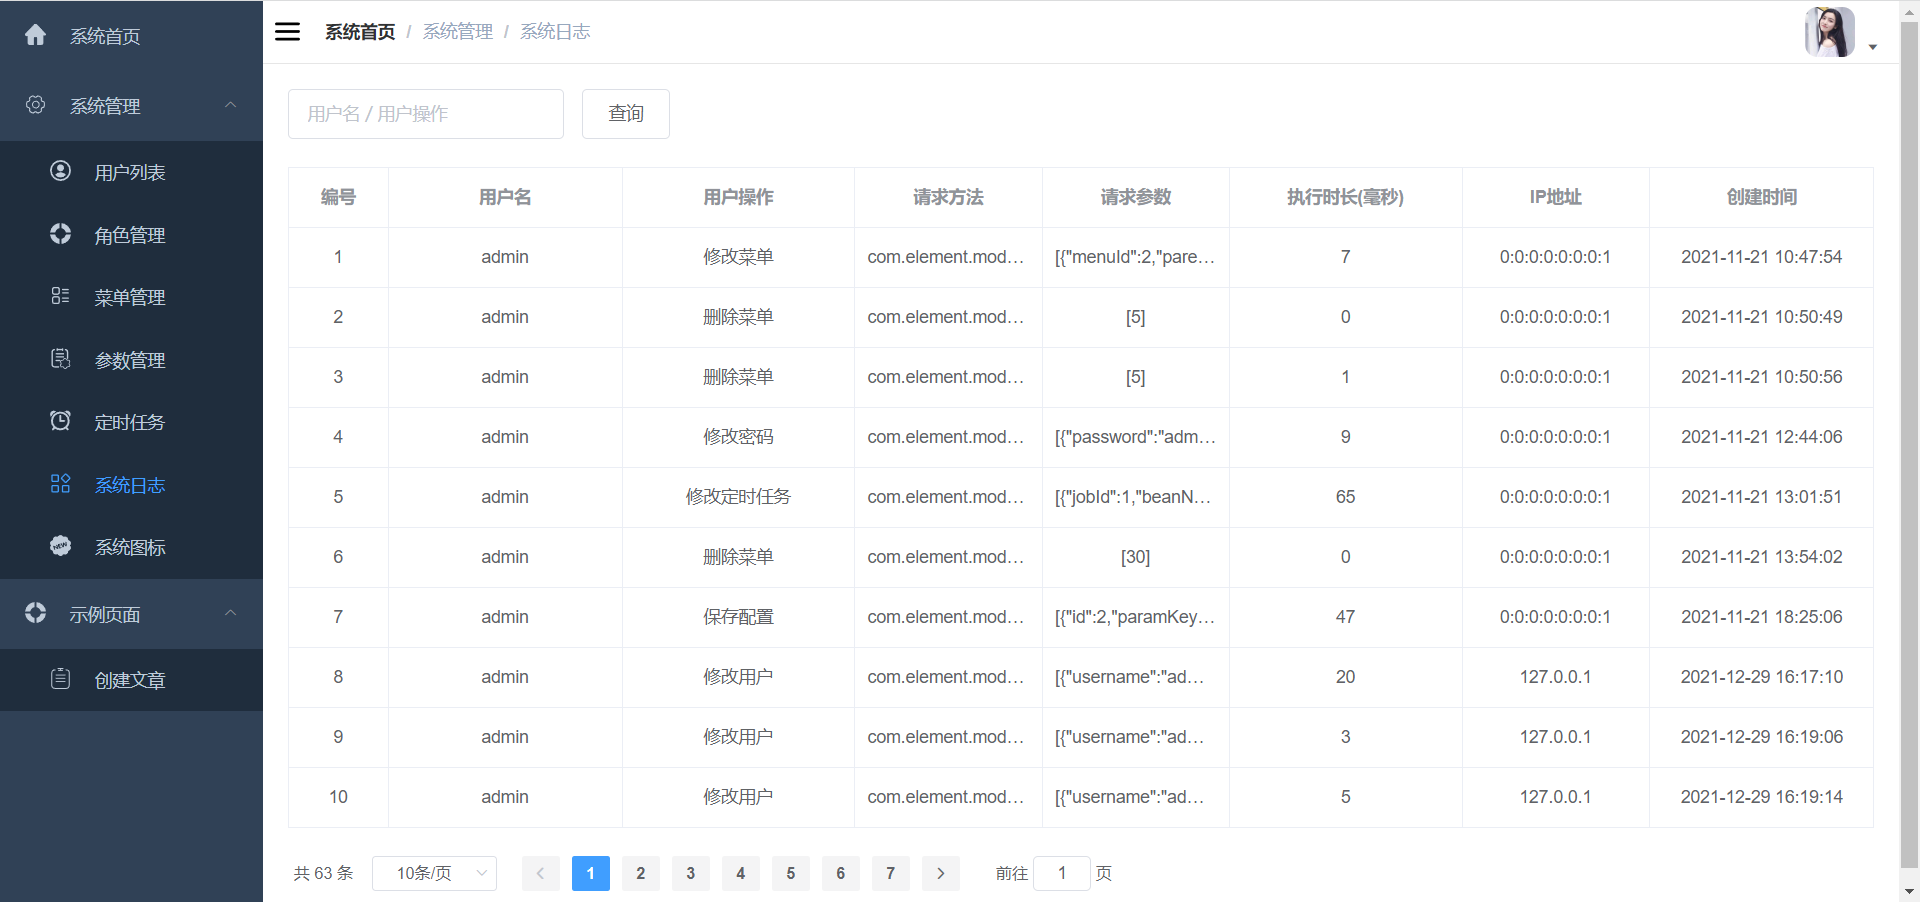 系统首页
系统管理
用户列表
角色管理
菜单管理
参数管理
定时任务
系统日志
NEW 系统图标
示例页面
创建文章
系统首页 / 系统管理 / 系统日志
用户名 / 用户操作 查询
编号 用户名 用户操作 请求方法 请求参数 执行时长(毫秒) IP地址 创建时间
1 admin 修改菜单 com.element.mod... [{"menuId":2,"pare... 7 0:0:0:0:0:0:0:1 2021-11-21 10:47:54
2 admin 删除菜单 com.element.mod... [5] 0 0:0:0:0:0:0:0:1 2021-11-21 10:50:49
3 admin 删除菜单 com.element.mod... [5] 1 0:0:0:0:0:0:0:1 2021-11-21 10:50:56
4 admin 修改密码 com.element.mod... [{"password":"adm... 9 0:0:0:0:0:0:0:1 2021-11-21 12:44:06
5 admin 修改定时任务 com.element.mod... [{"jobId":1,"beanN... 65 0:0:0:0:0:0:0:1 2021-11-21 13:01:51
6 admin 删除菜单 com.element.mod... [30] 0 0:0:0:0:0:0:0:1 2021-11-21 13:54:02
7 admin 保存配置 com.element.mod... [{"id":2,"paramKey... 47 0:0:0:0:0:0:0:1 2021-11-21 18:25:06
8 admin 修改用户 com.element.mod... [{"username":"ad... 20 127.0.0.1 2021-12-29 16:17:10
9 admin 修改用户 com.element.mod... [{"username":"ad... 3 127.0.0.1 2021-12-29 16:19:06
10 admin 修改用户 com.element.mod... [{"username":"ad... 5 127.0.0.1 2021-12-29 16:19:14
共 63 条 10条/页 1 2 3 4 5 6 7 前往 1 页